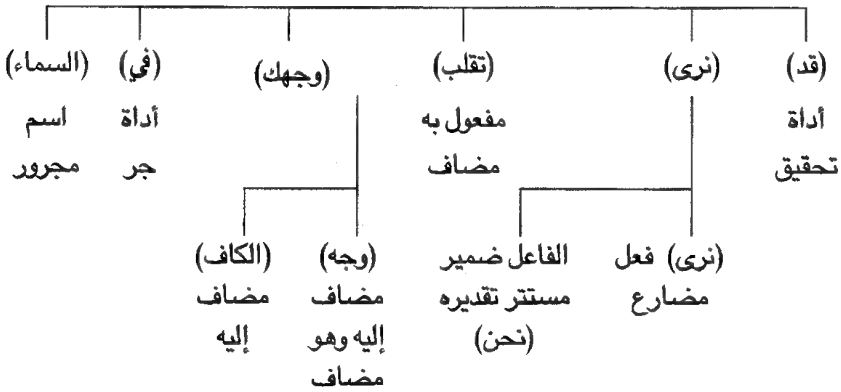 (قد) (نرى) (تقلب) (وجهك) (في) (السماء)
أداة مفعول به أداة اسم
تحقيق مضاف جر مجرور
(نرى) فعل الفاعل ضمير (وجه) (الكاف)
مضارع مستتر تقديره مضاف مضاف
(نحن) إليه وهو إليه
مضاف